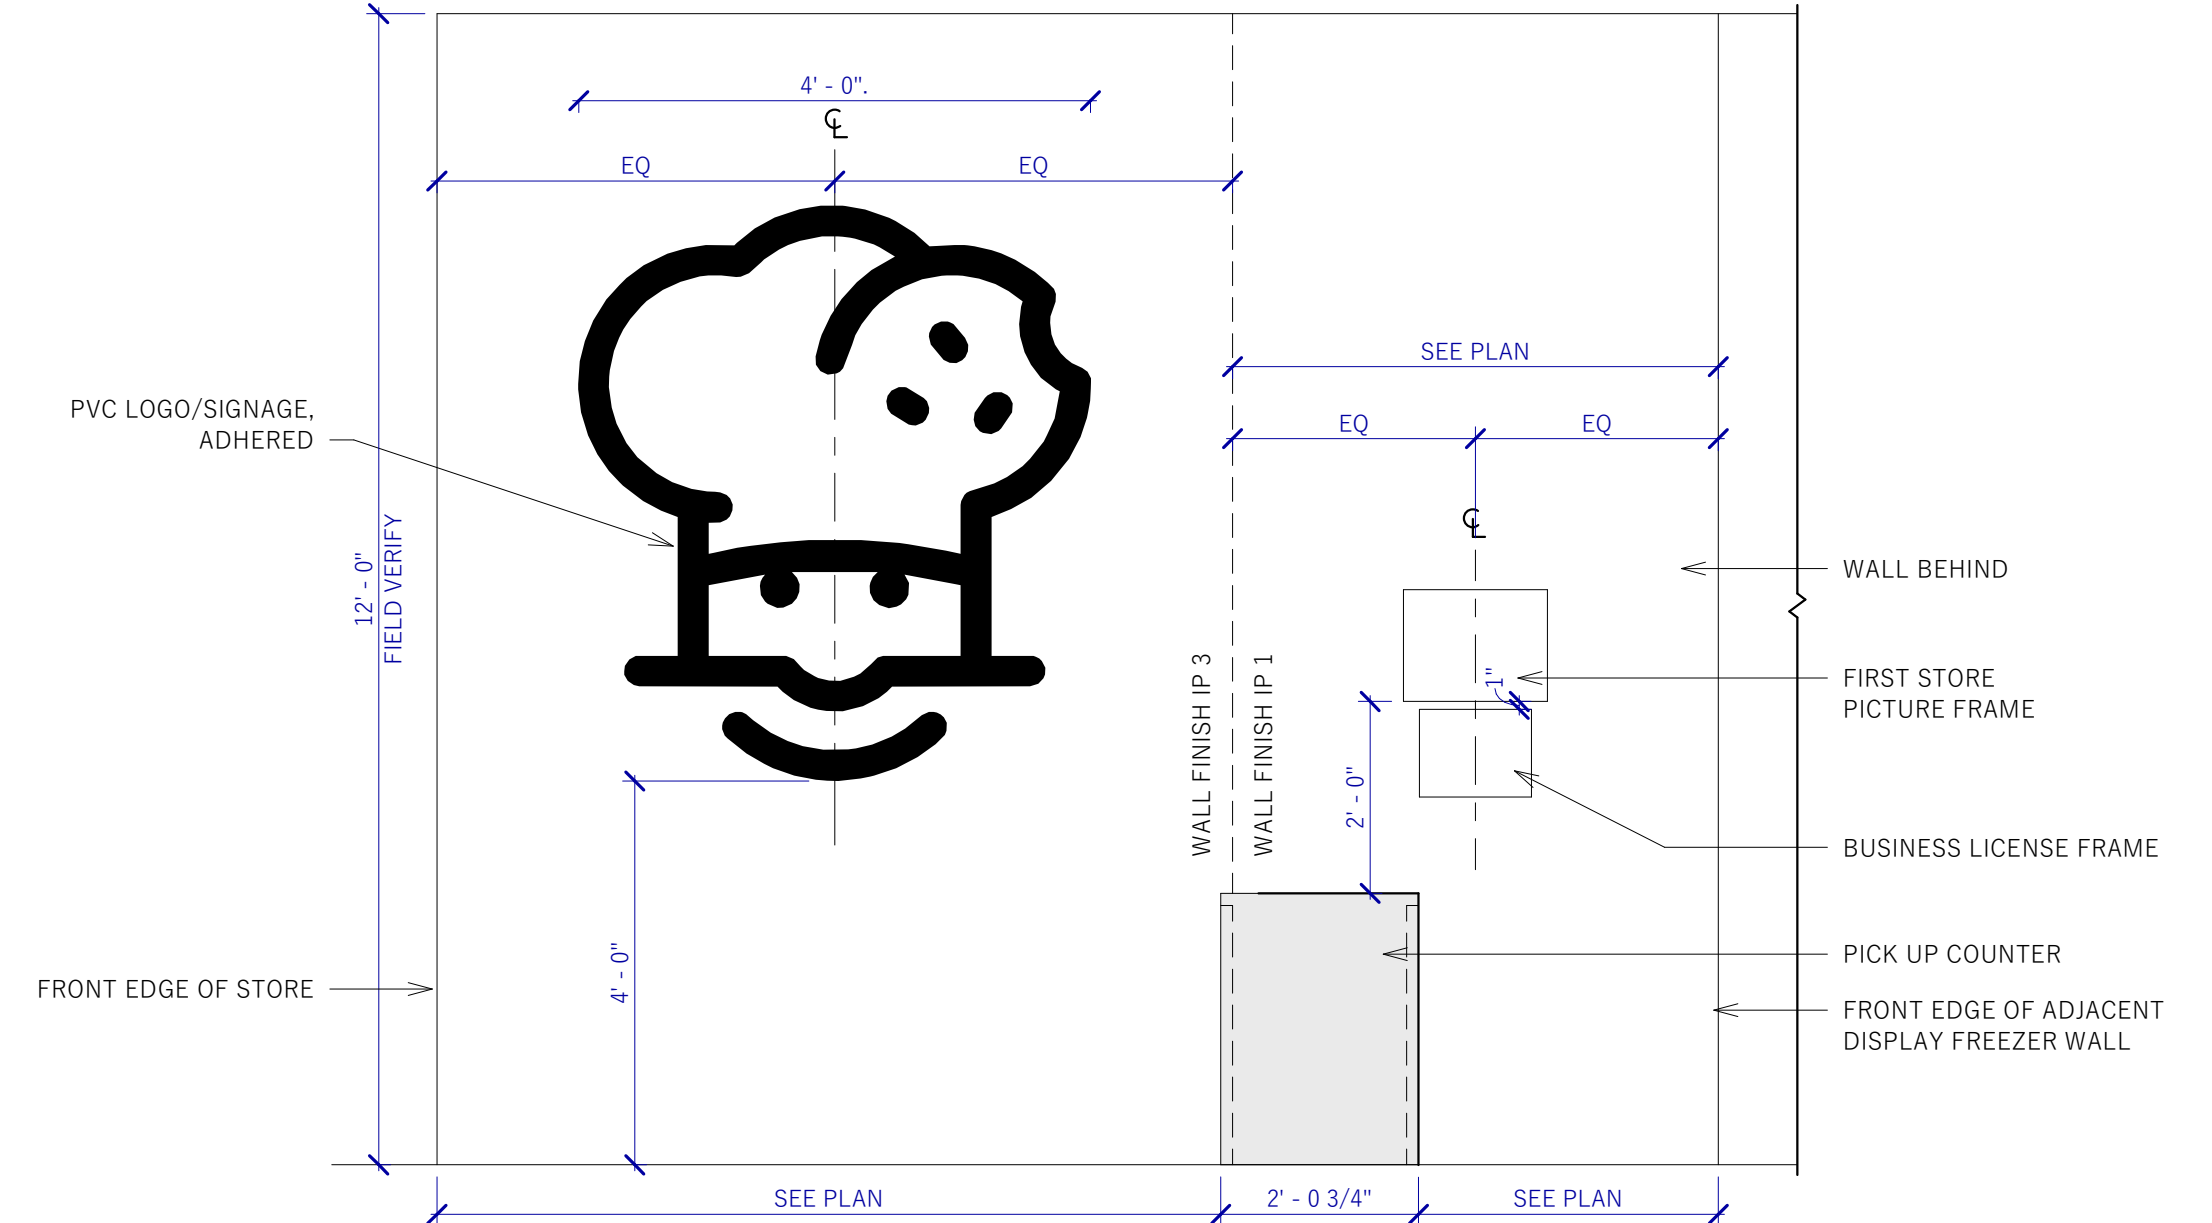 4' - 0".
CL
EQ
EQ
SEE PLAN
EQ
EQ
CL
PVC LOGO/SIGNAGE,
ADHERED
12' - 0"
FIELD VERIFY
WALL BEHIND
WALL FINISH IP 3
WALL FINISH IP 1
1"
FIRST STORE
PICTURE FRAME
2' - 0"
BUSINESS LICENSE FRAME
4' - 0"
PICK UP COUNTER
FRONT EDGE OF STORE
FRONT EDGE OF ADJACENT
DISPLAY FREEZER WALL
SEE PLAN
2' - 0 3/4"
SEE PLAN